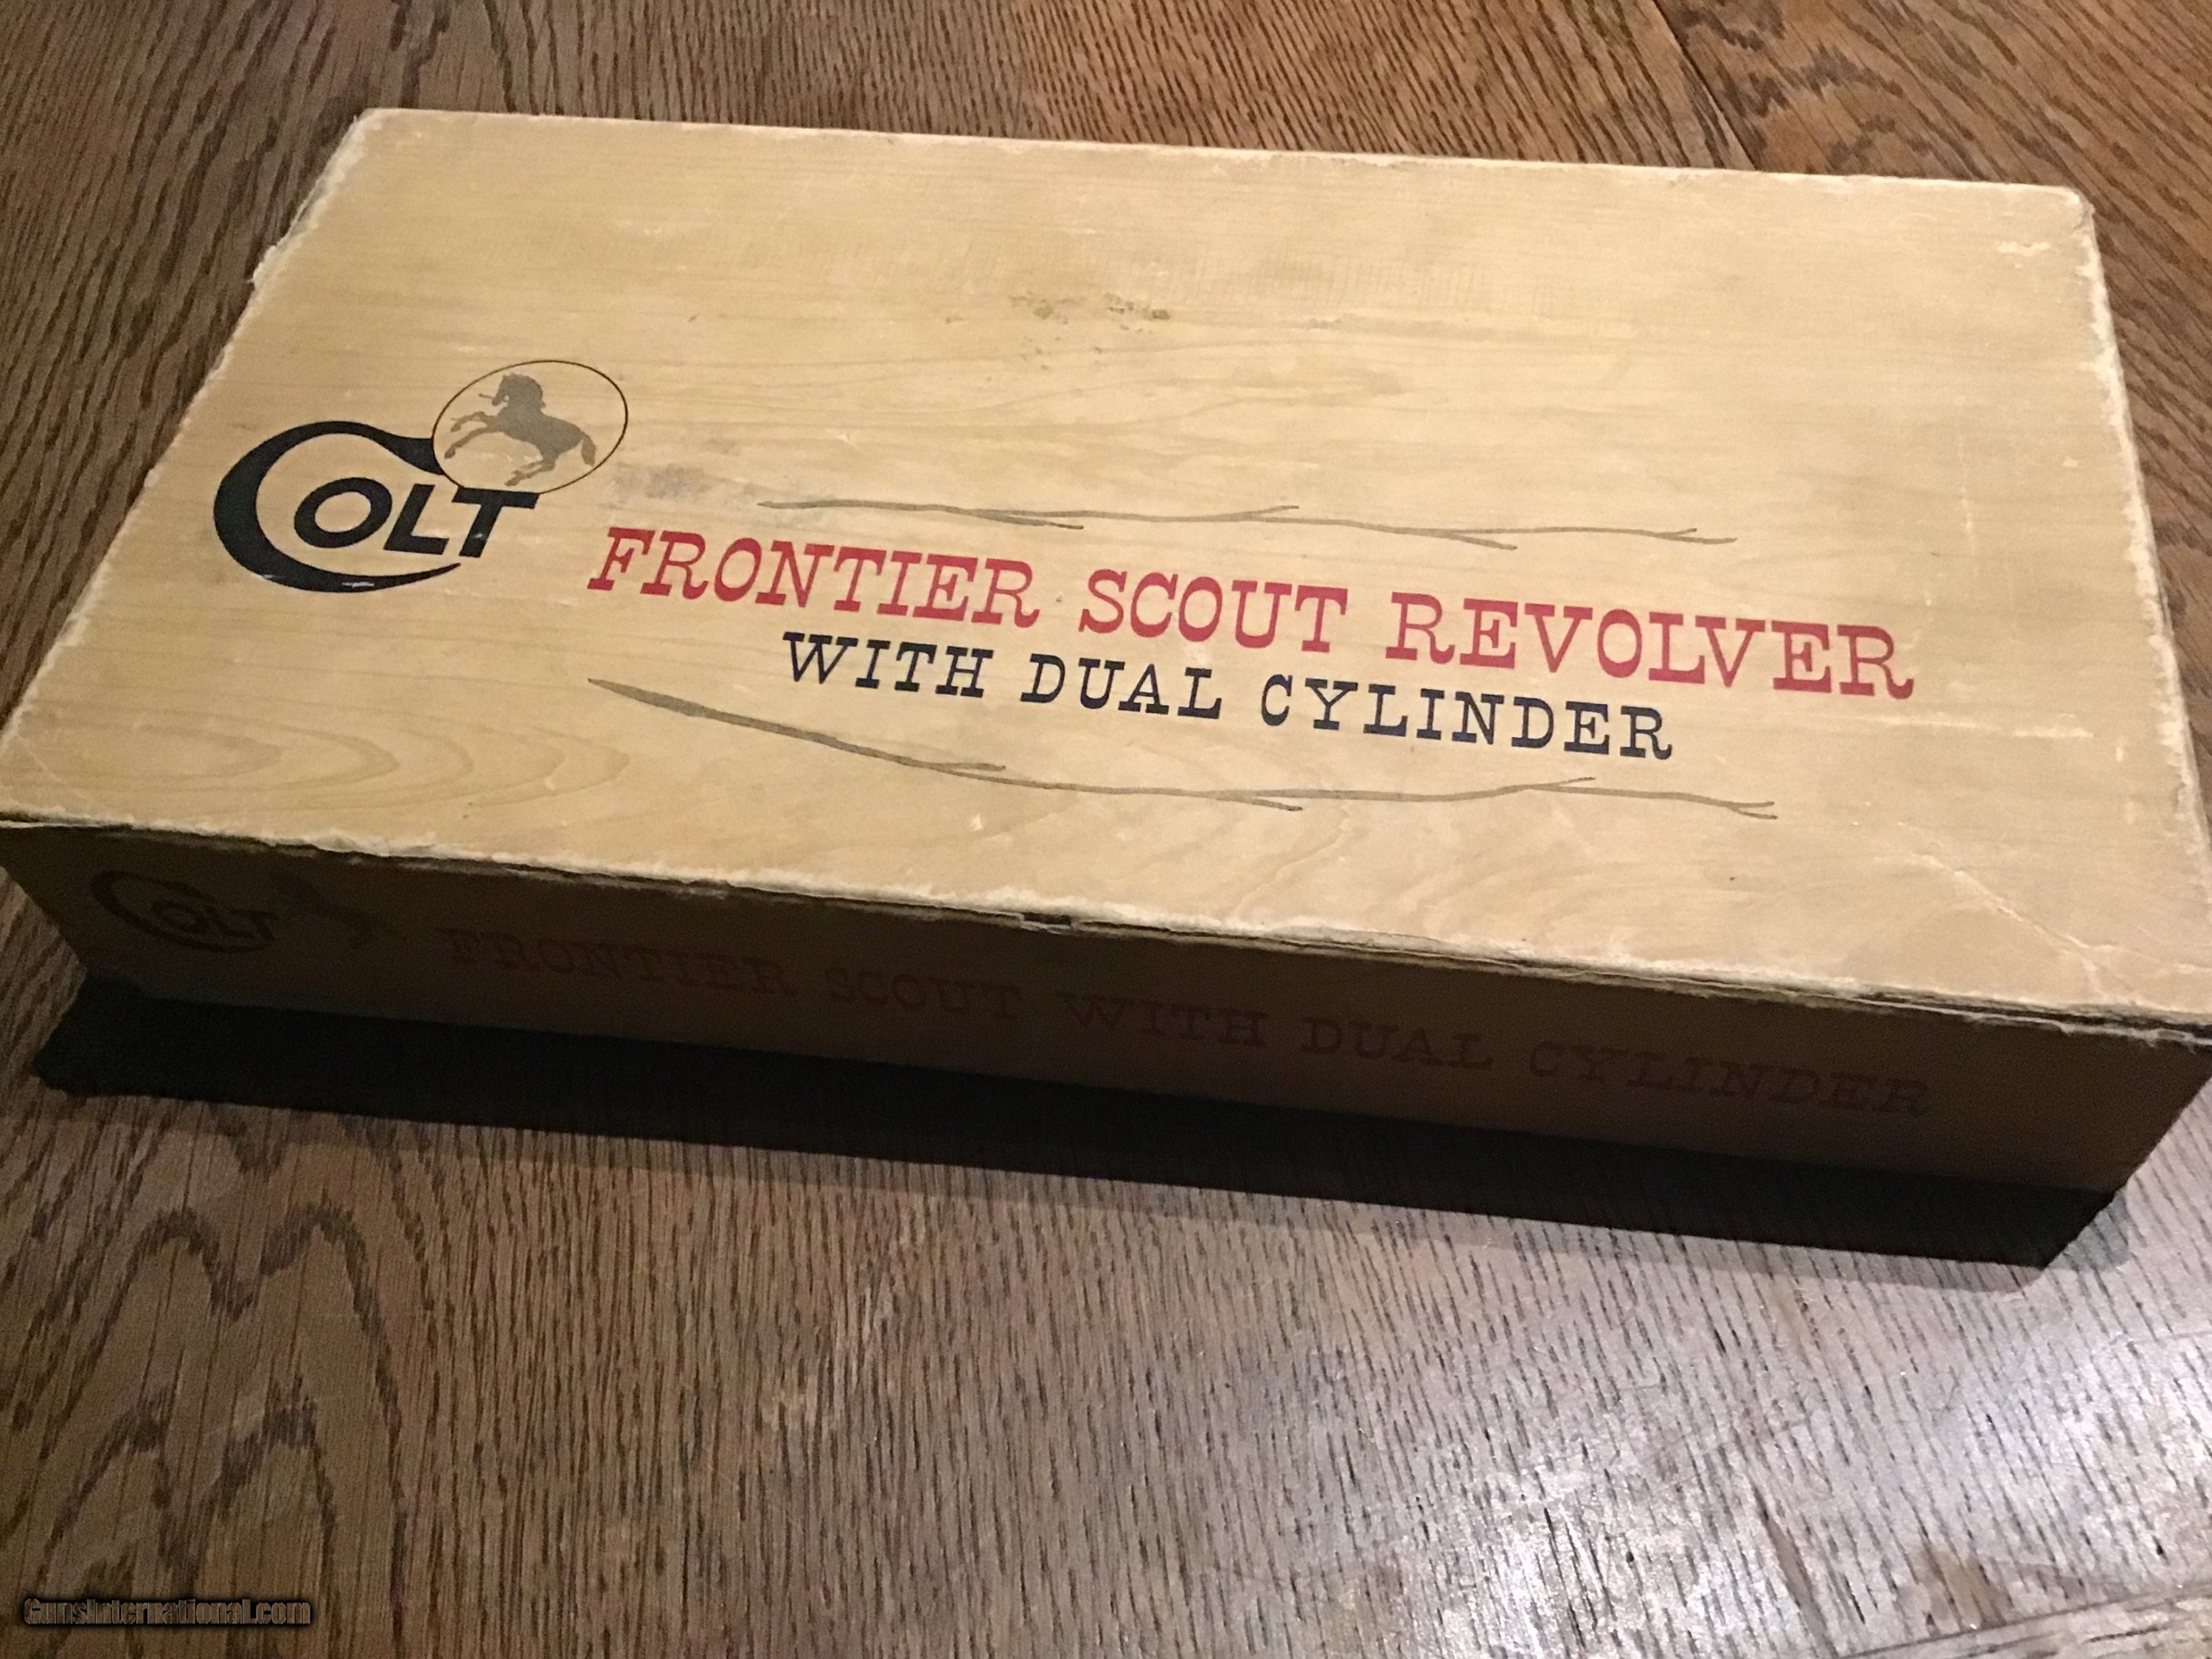 COLT
FRONTIER SCOUT REVOLVER
WITH DUAL CYLINDER
COLT FRONTIER SCOUT WITH DUAL CYLINDER
GunsInternational.com